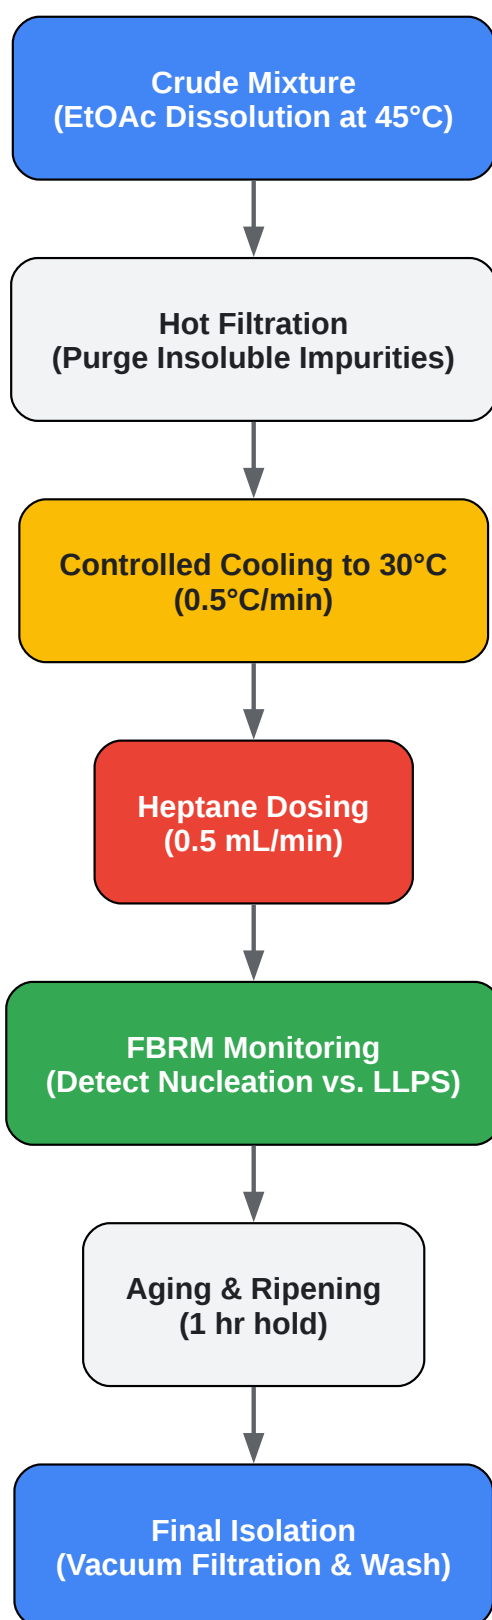 Crude Mixture
(EtOAc Dissolution at 45°C)
Hot Filtration
(Purge Insoluble Impurities)
Controlled Cooling to 30°C
(0.5°C/min)
Heptane Dosing
(0.5 mL/min)
FBRM Monitoring
(Detect Nucleation vs. LLPS)
Aging & Ripening
(1 hr hold)
Final Isolation
(Vacuum Filtration & Wash)